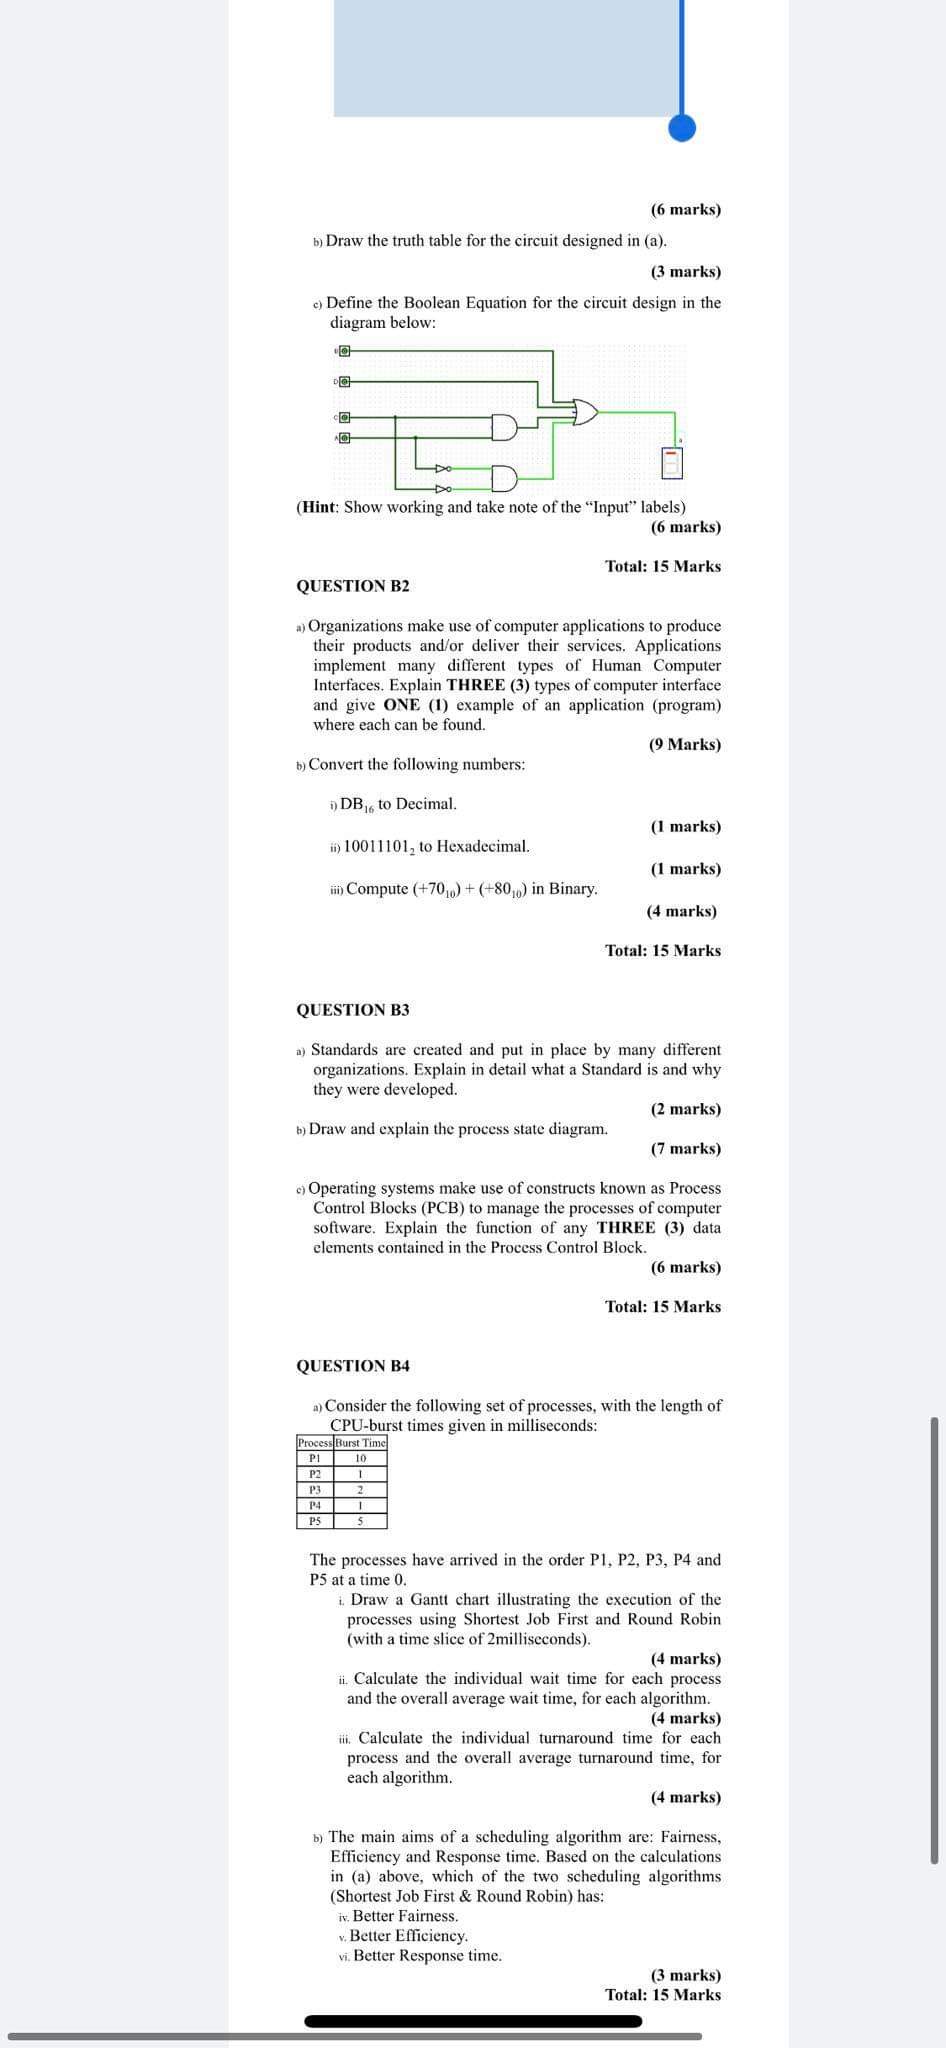 (6 marks)
b) Draw the truth table for the circuit designed in (a).
(3 marks)
c) Define the Boolean Equation for the circuit design in the
diagram below:
D
C
A
a
(Hint: Show working and take note of the “Input” labels)
(6 marks)
Total: 15 Marks
QUESTION B2
a) Organizations make use of computer applications to produce
their products and/or deliver their services. Applications
implement many different types of Human Computer
Interfaces. Explain THREE (3) types of computer interface
and give ONE (1) example of an application (program)
where each can be found.
(9 Marks)
b) Convert the following numbers:
i) DB₁₆ to Decimal.
(1 marks)
ii) 10011101₂ to Hexadecimal.
(1 marks)
iii) Compute (+70₁₀) + (+80₁₀) in Binary.
(4 marks)
Total: 15 Marks
QUESTION B3
a) Standards are created and put in place by many different
organizations. Explain in detail what a Standard is and why
they were developed.
(2 marks)
b) Draw and explain the process state diagram.
(7 marks)
c) Operating systems make use of constructs known as Process
Control Blocks (PCB) to manage the processes of computer
software. Explain the function of any THREE (3) data
elements contained in the Process Control Block.
(6 marks)
Total: 15 Marks
QUESTION B4
a) Consider the following set of processes, with the length of
CPU-burst times given in milliseconds:
Process Burst Time
P1 10
P2 1
P3 2
P4 1
P5 5
The processes have arrived in the order P1, P2, P3, P4 and
P5 at a time 0.
i. Draw a Gantt chart illustrating the execution of the
processes using Shortest Job First and Round Robin
(with a time slice of 2milliseconds).
(4 marks)
ii. Calculate the individual wait time for each process
and the overall average wait time, for each algorithm.
(4 marks)
iii. Calculate the individual turnaround time for each
process and the overall average turnaround time, for
each algorithm.
(4 marks)
b) The main aims of a scheduling algorithm are: Fairness,
Efficiency and Response time. Based on the calculations
in (a) above, which of the two scheduling algorithms
(Shortest Job First & Round Robin) has:
iv. Better Fairness.
v. Better Efficiency.
vi. Better Response time.
(3 marks)
Total: 15 Marks